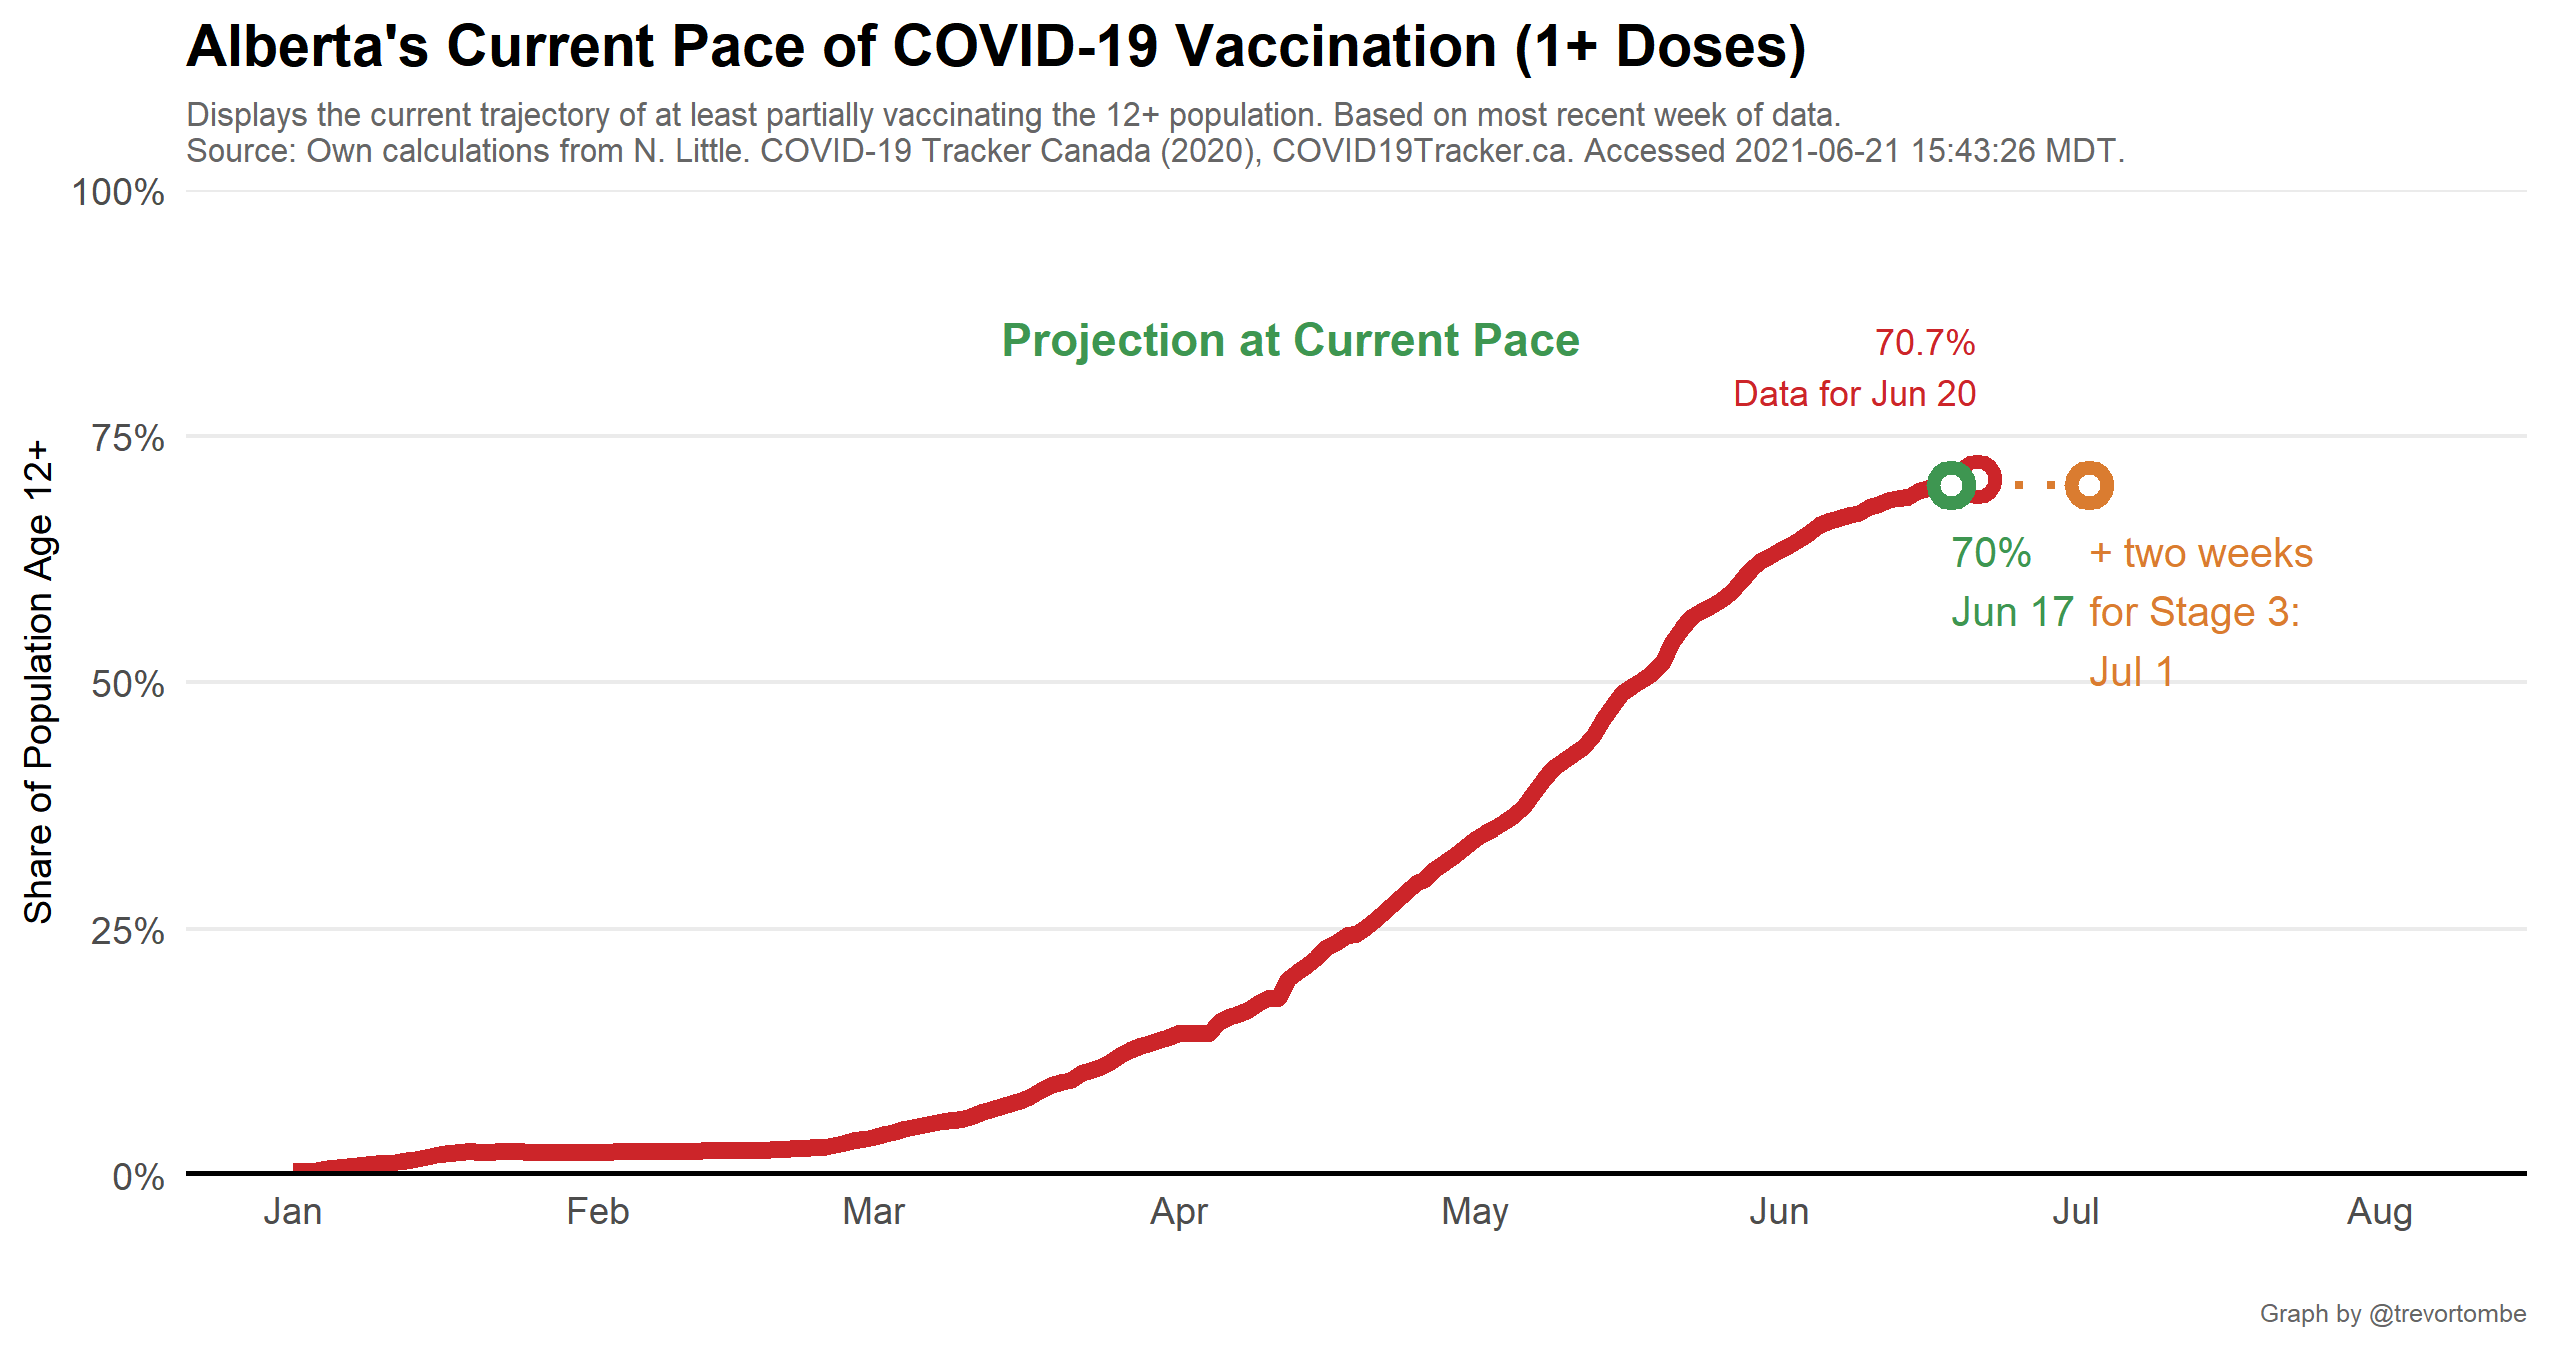 Alberta's Current Pace of COVID-19 Vaccination (1+ Doses)
Displays the current trajectory of at least partially vaccinating the 12+ population. Based on most recent week of data.
Source: Own calculations from N. Little. COVID-19 Tracker Canada (2020), COVID19Tracker.ca. Accessed 2021-06-21 15:43:26 MDT.
100%
75%
50%
25%
0%
Share of Population Age 12+
Projection at Current Pace
70.7%
Data for Jun 20
70%
Jun 17
+ two weeks
for Stage 3:
Jul 1
Jan
Feb
Mar
Apr
May
Jun
Jul
Aug
Graph by @trevortombe